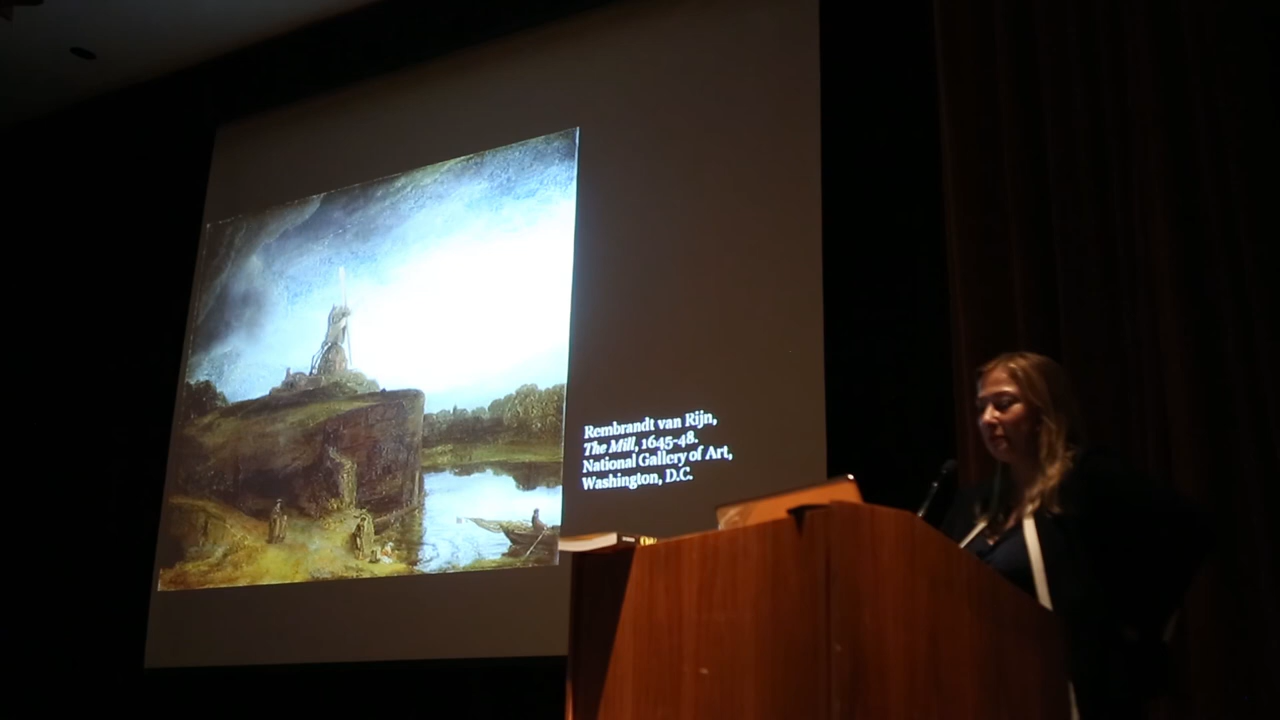 Rembrandt van Rijn,
The Mill, 1645-48.
National Gallery of Art,
Washington, D.C.